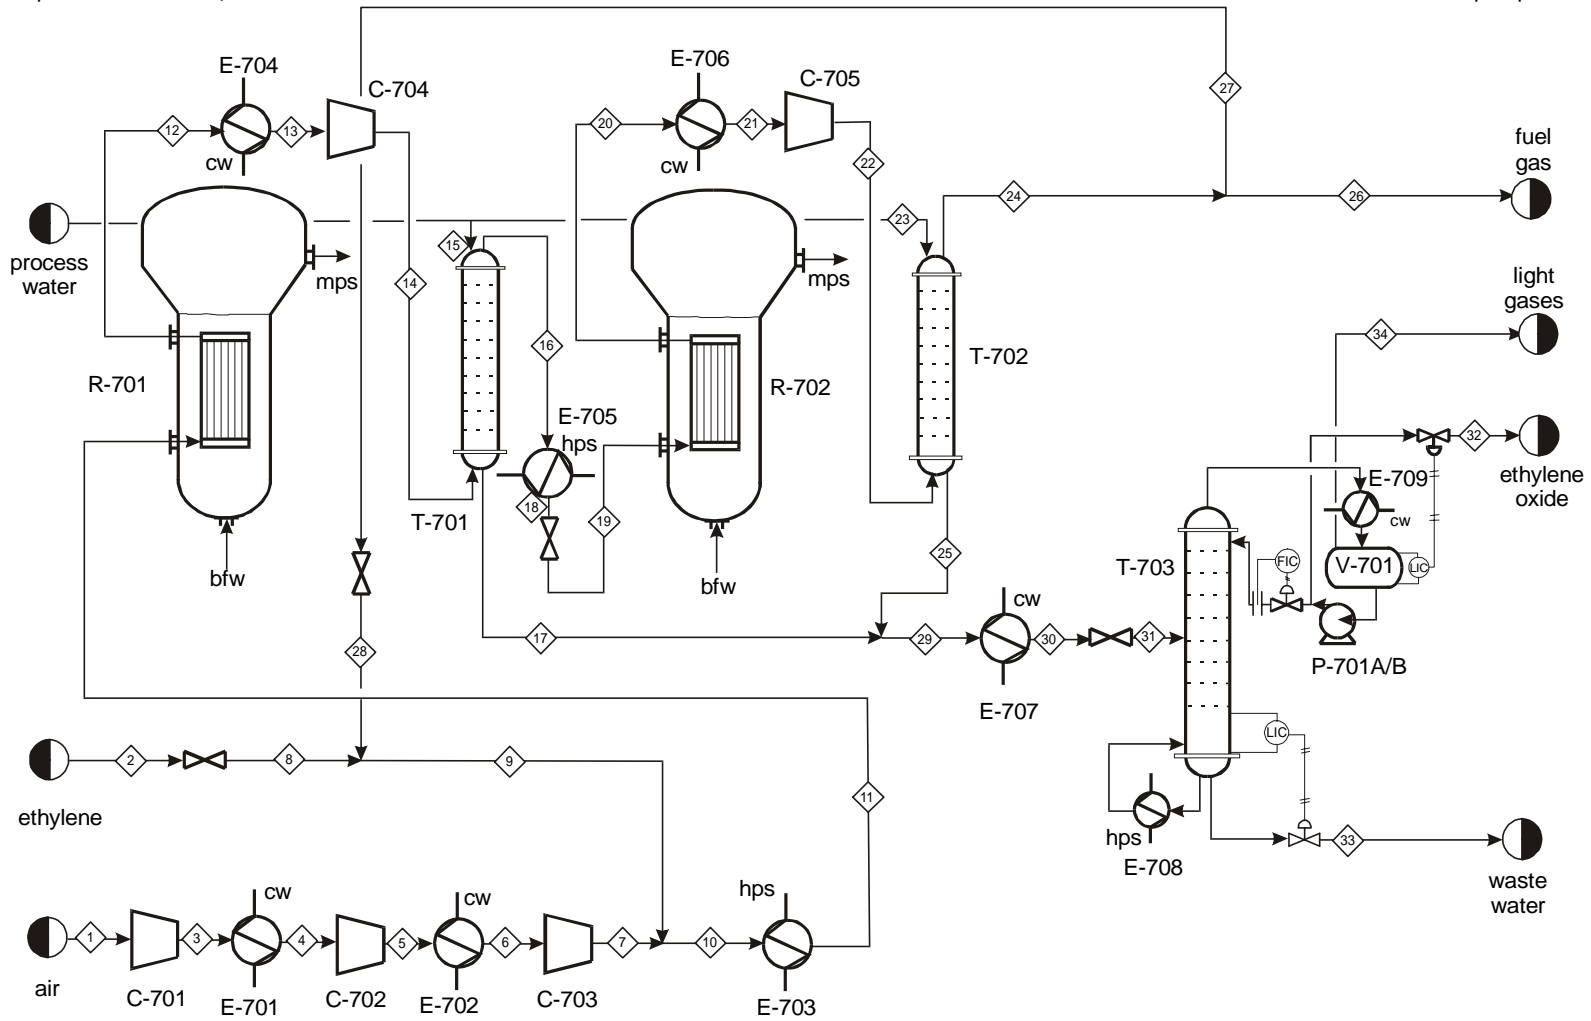 E-704
C-704
12
13
cw
E-706
C-705
20
21
cw
22
27
fuel
gas
24
26
23
process
water
mps
14
15
mps
light
gases
34
16
R-701
R-702
T-702
E-705
hps
18
19
T-701
bfw
bfw
25
E-709
cw
32
ethylene
oxide
T-703
FIC
V-701
LIC
P-701A/B
17
29
cw
30
31
E-707
28
2
8
9
ethylene
11
LIC
hps
E-708
33
waste
water
air
1
C-701
3
cw
E-701
4
C-702
5
cw
E-702
6
C-703
7
10
hps
E-703